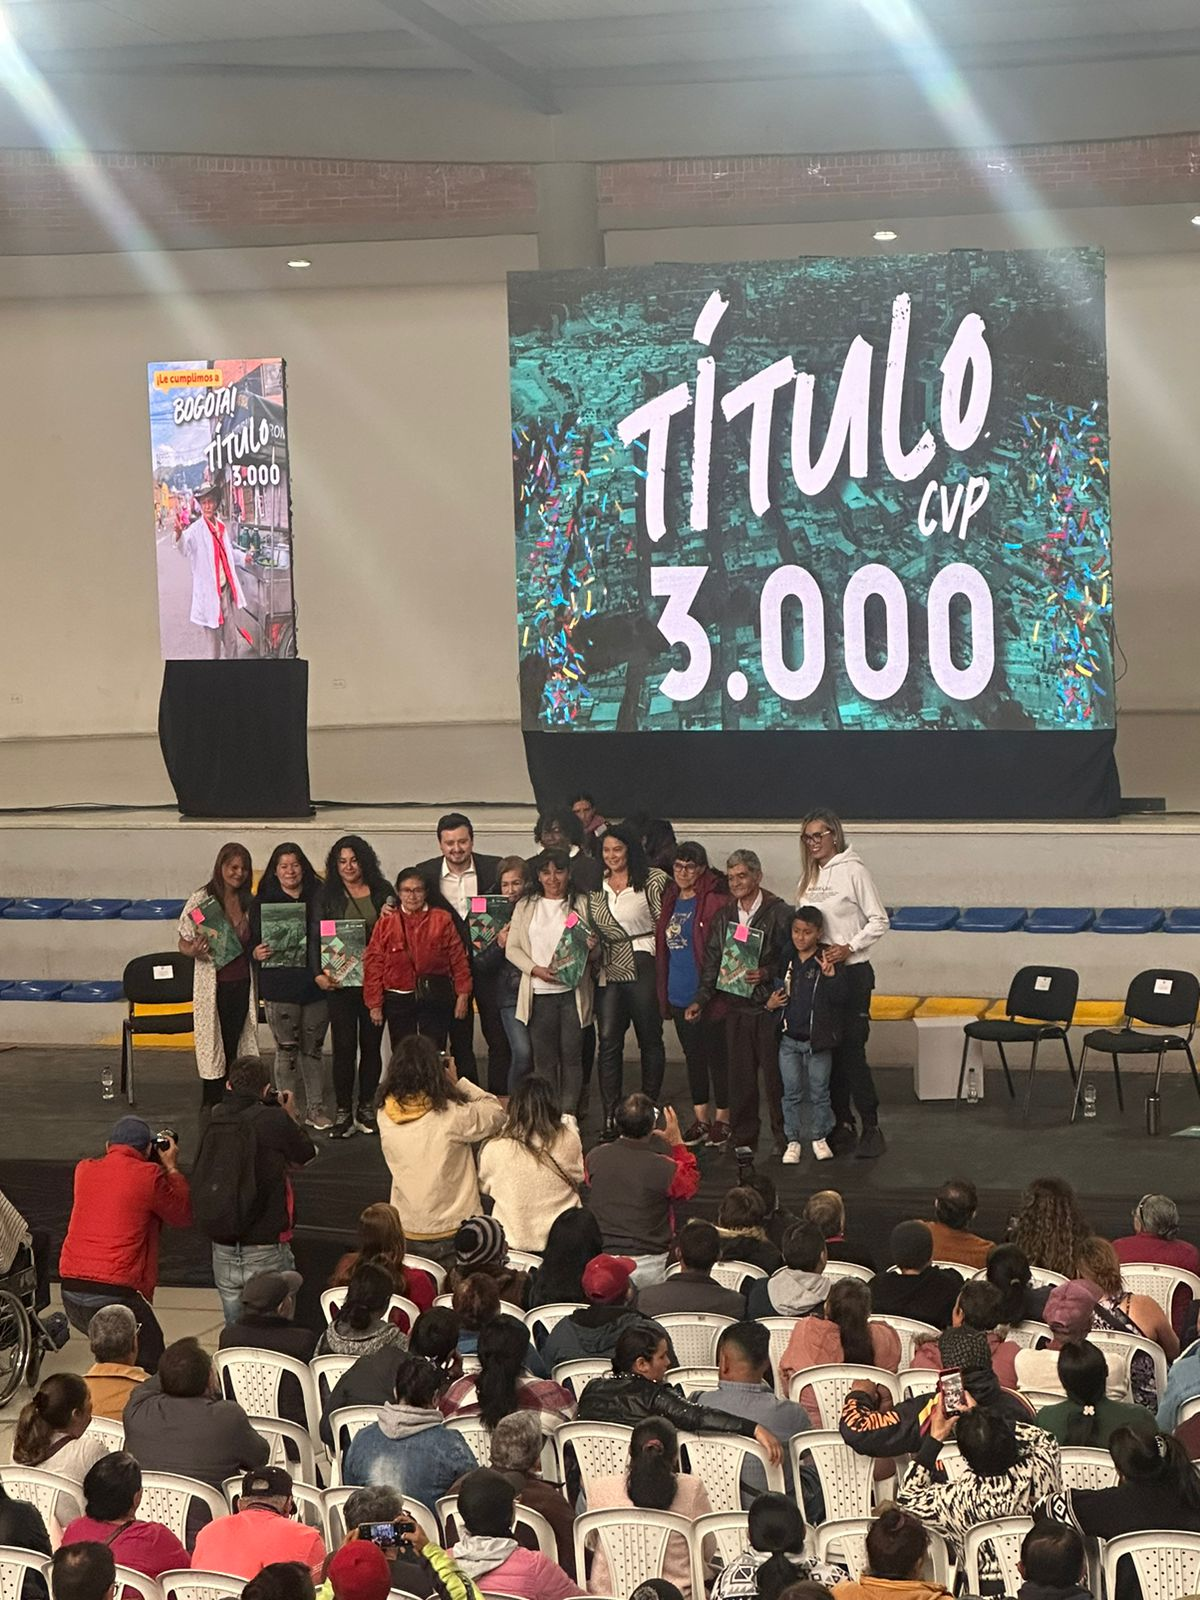 ¡Le cumplimos a
BOGOTÁ!
TÍTULO
3.000
TÍTULO
CVP
3.000